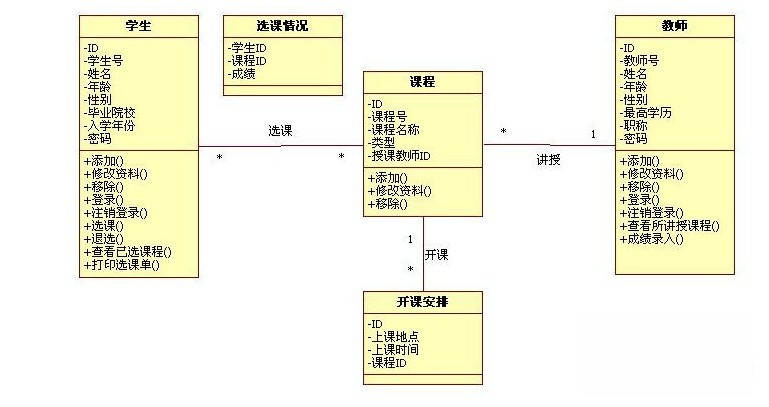 学生
-ID
-学生号
-姓名
-年龄
-性别
-毕业院校
-入学年份
-密码
+添加()
+修改资料()
+移除()
+登录()
+注销登录()
+选课()
+退选()
+查看已选课程()
+打印选课单()
选课情况
-学生ID
-课程ID
-成绩
选课
*
*
课程
-ID
-课程号
-课程名称
-类型
-授课教师ID
+添加()
+修改资料()
+移除()
*
1
讲授
教师
-ID
-教师号
-姓名
-年龄
-性别
-最高学历
-职称
-密码
+添加()
+修改资料()
+移除()
+登录()
+注销登录()
+查看所讲授课程()
+成绩录入()
1
开课
*
开课安排
-ID
-上课地点
-上课时间
-课程ID